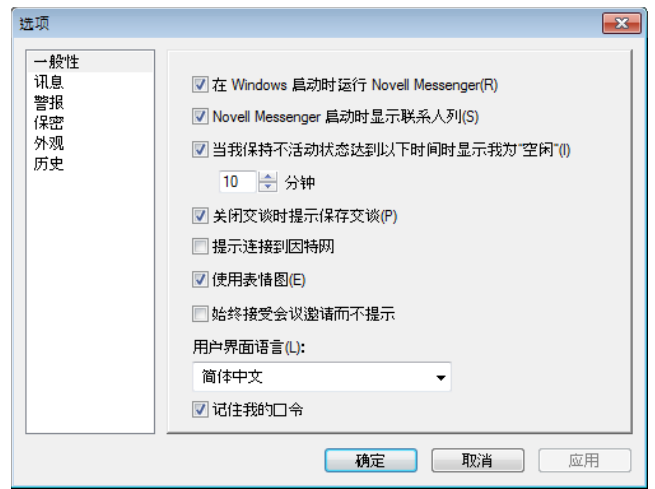 选项
一般性
讯息
警报
保密
外观
历史
在 Windows 启动时运行 Novell Messenger(R)
Novell Messenger 启动时显示联系人列(S)
当我保持不活动状态达到以下时间时显示我为"空闲"(I)
10 分钟
关闭交谈时提示保存交谈(P)
提示连接到因特网
使用表情图(E)
始终接受会议邀请而不提示
用户界面语言(L):
简体中文
记住我的口令
确定 取消 应用